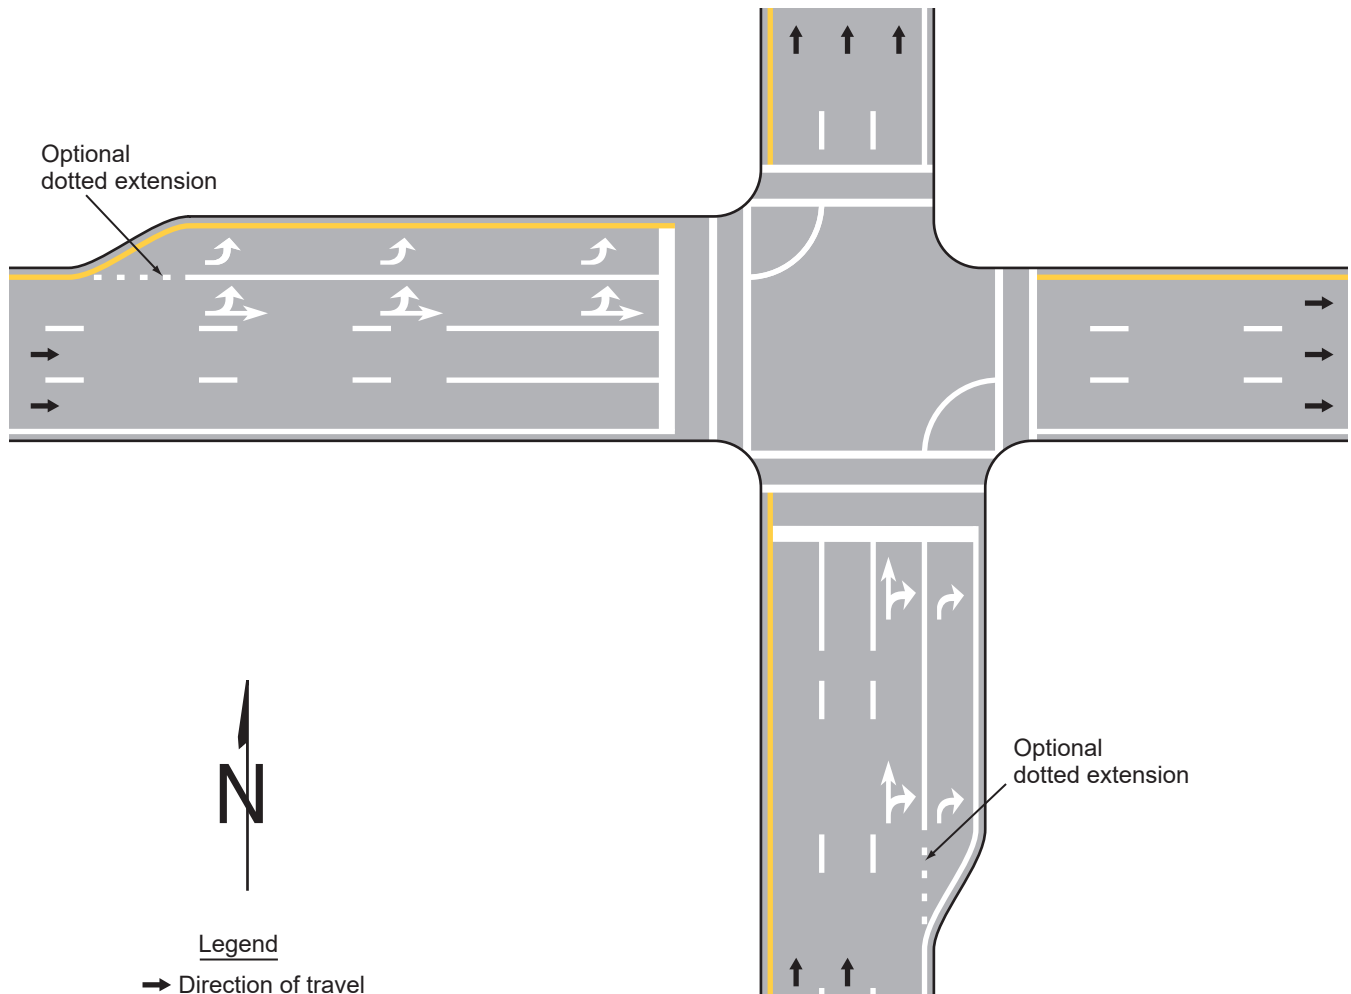 Optional
dotted extension
Optional
dotted extension
N
Legend
Direction of travel